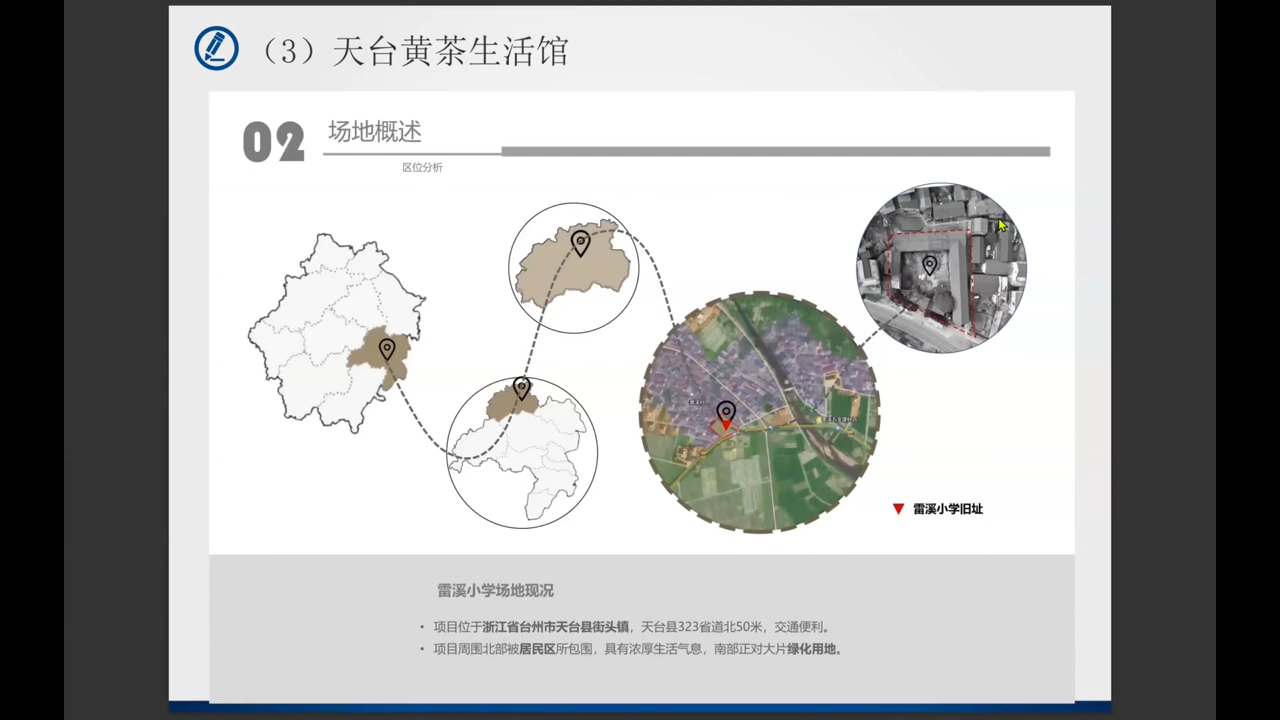 （3）天台黄茶生活馆
02
场地概述
区位分析
雷溪小学旧址
雷溪小学场地现况
• 项目位于浙江省台州市天台县街头镇，天台县323省道北50米，交通便利。
• 项目周围北部被居民区所包围，具有浓厚生活气息，南部正对大片绿化用地。